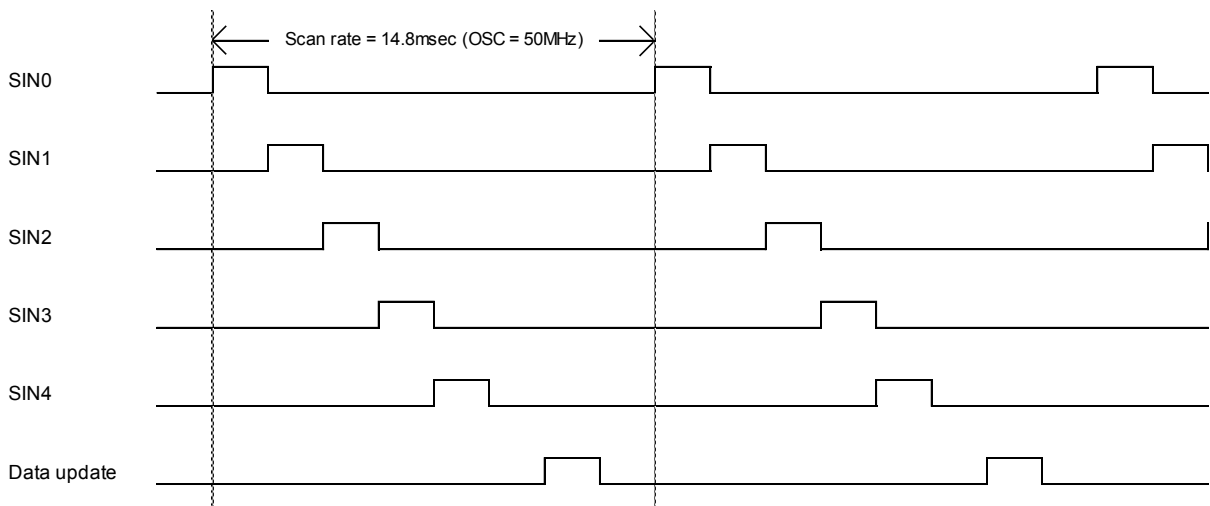 Scan rate = 14.8msec (OSC = 50MHz)
SIN0
SIN1
SIN2
SIN3
SIN4
Data update